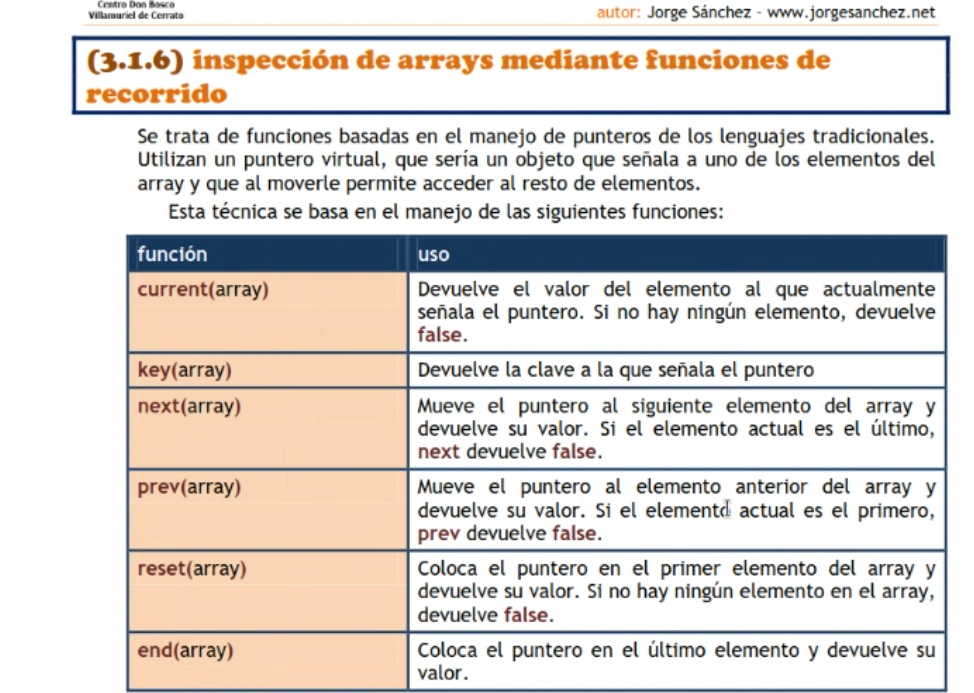 Centro Don Bosco
Villamuriel de Cerrato
autor: Jorge Sánchez - www.jorgesanchez.net
(3.1.6) inspección de arrays mediante funciones de
recorrido
Se trata de funciones basadas en el manejo de punteros de los lenguajes tradicionales.
Utilizan un puntero virtual, que sería un objeto que señala a uno de los elementos del
array y que al moverle permite acceder al resto de elementos.
Esta técnica se basa en el manejo de las siguientes funciones:
función
uso
current(array)
Devuelve el valor del elemento al que actualmente
señala el puntero. Si no hay ningún elemento, devuelve
false.
key(array)
Devuelve la clave a la que señala el puntero
next(array)
Mueve el puntero al siguiente elemento del array y
devuelve su valor. Si el elemento actual es el último,
next devuelve false.
prev(array)
Mueve el puntero al elemento anterior del array y
devuelve su valor. Si el elemento actual es el primero,
prev devuelve false.
reset(array)
Coloca el puntero en el primer elemento del array y
devuelve su valor. Si no hay ningún elemento en el array,
devuelve false.
end(array)
Coloca el puntero en el último elemento y devuelve su
valor.